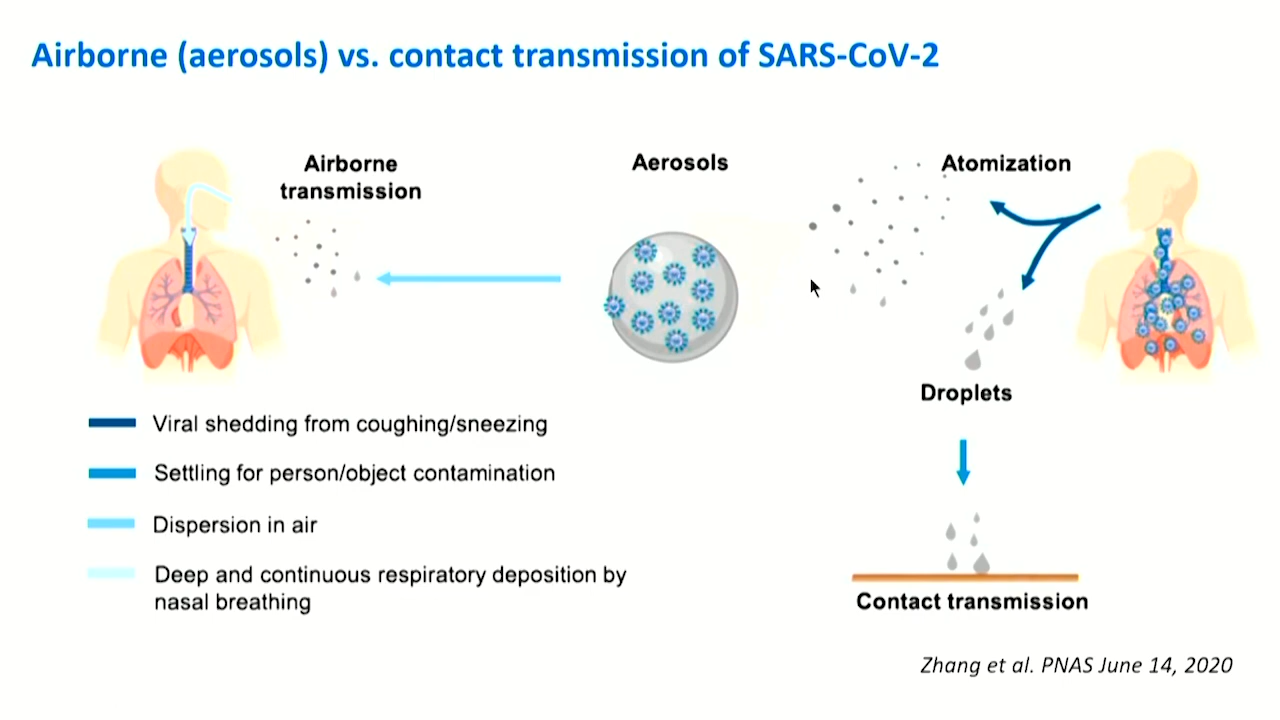 Airborne (aerosols) vs. contact transmission of SARS-CoV-2
Airborne
transmission
Aerosols
Atomization
Droplets
Viral shedding from coughing/sneezing
Settling for person/object contamination
Dispersion in air
Deep and continuous respiratory deposition by
nasal breathing
Contact transmission
Zhang et al. PNAS June 14, 2020